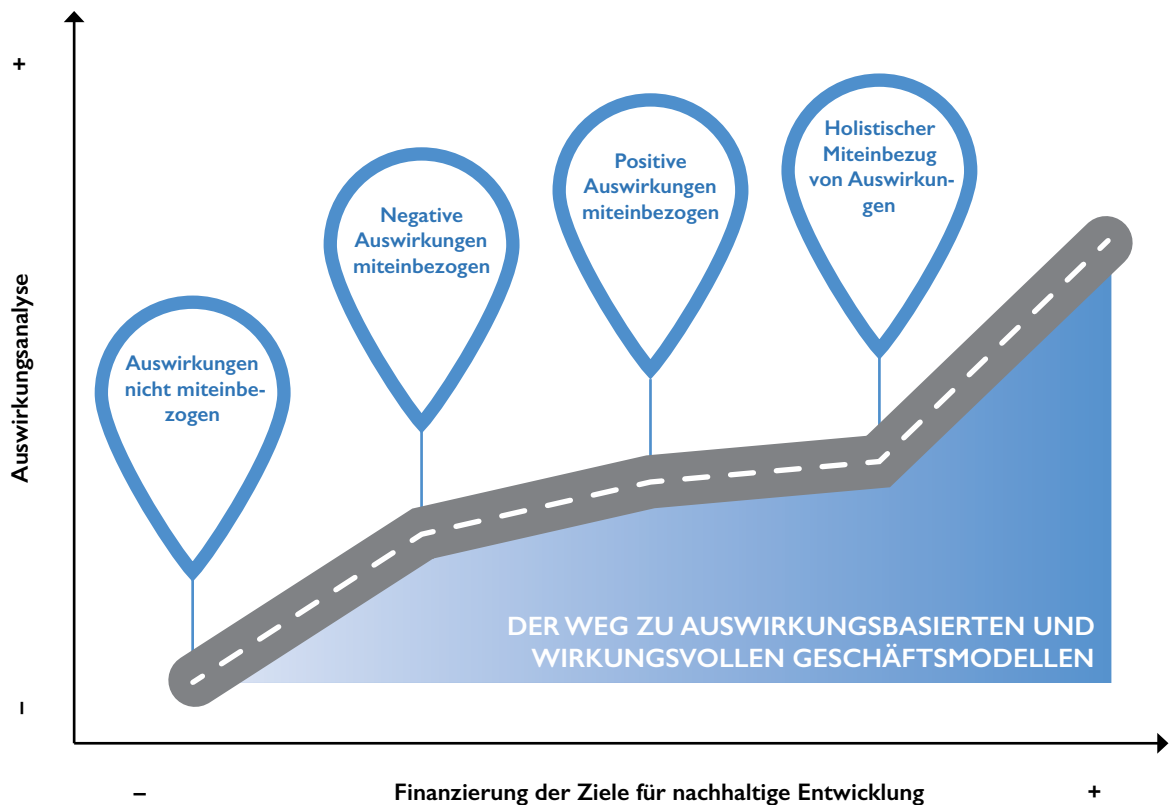 +
Auswirkungsanalyse
–
Auswirkungen
nicht miteinbe-
zogen
Negative
Auswirkungen
miteinbezogen
Positive
Auswirkungen
miteinbezogen
Holistischer
Miteinbezug
von Auswirkun-
gen
DER WEG ZU AUSWIRKUNGSBASIERTEN UND
WIRKUNGSVOLLEN GESCHÄFTSMODELLEN
–
Finanzierung der Ziele für nachhaltige Entwicklung
+